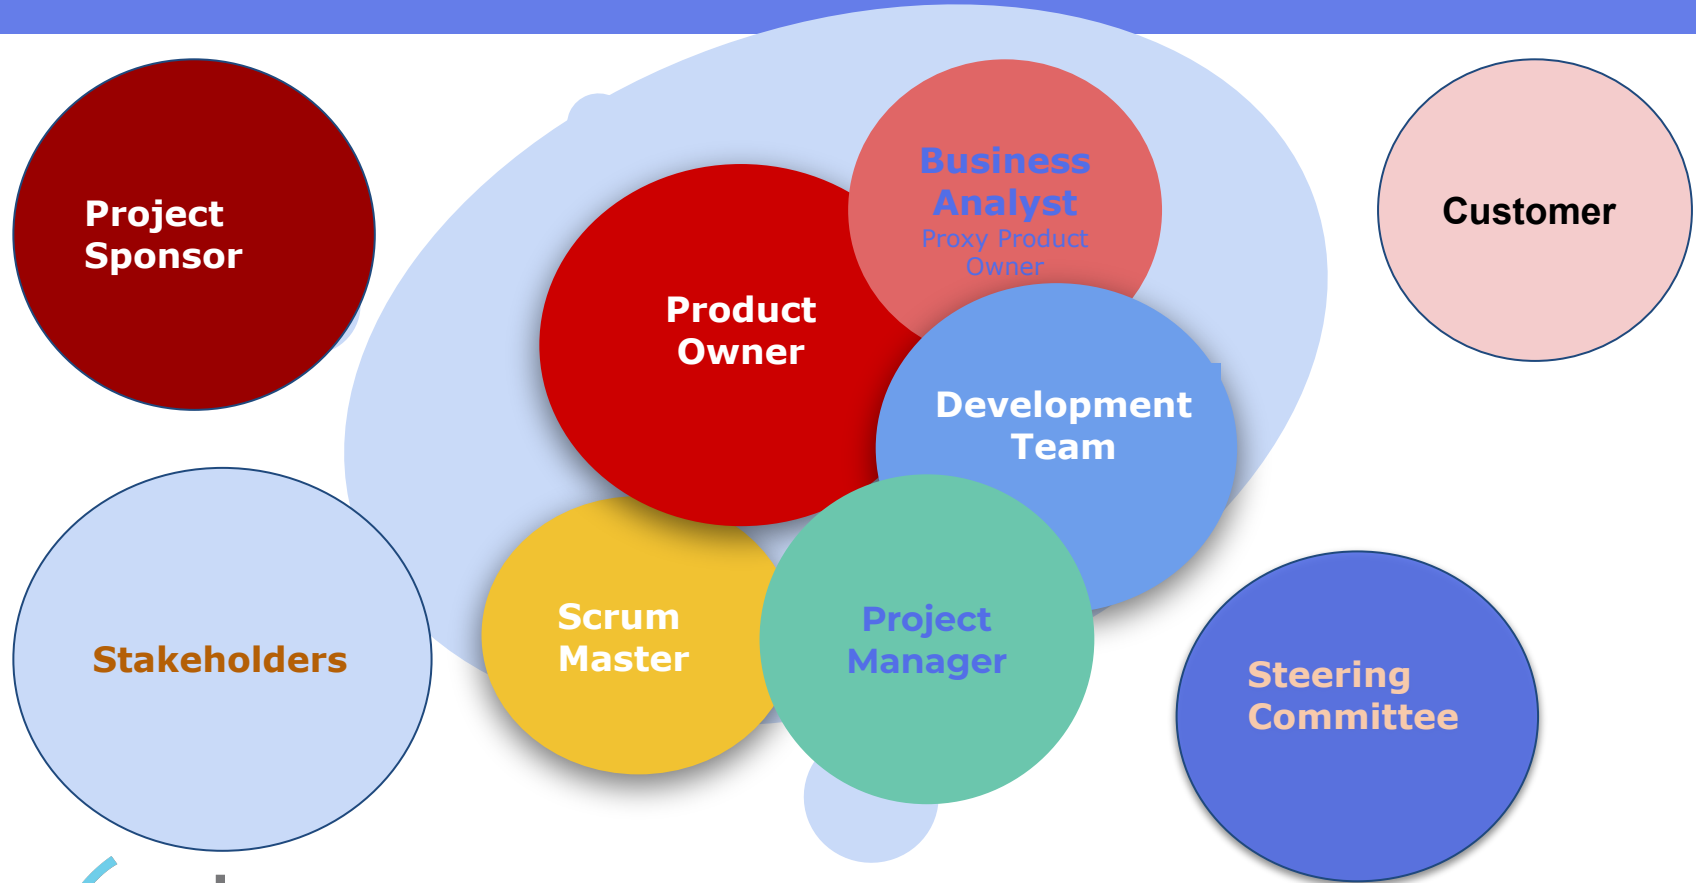 Project
Sponsor
Business
Analyst
Proxy Product
Owner
Customer
Product
Owner
Development
Team
Scrum
Master
Project
Manager
Stakeholders
Steering
Committee